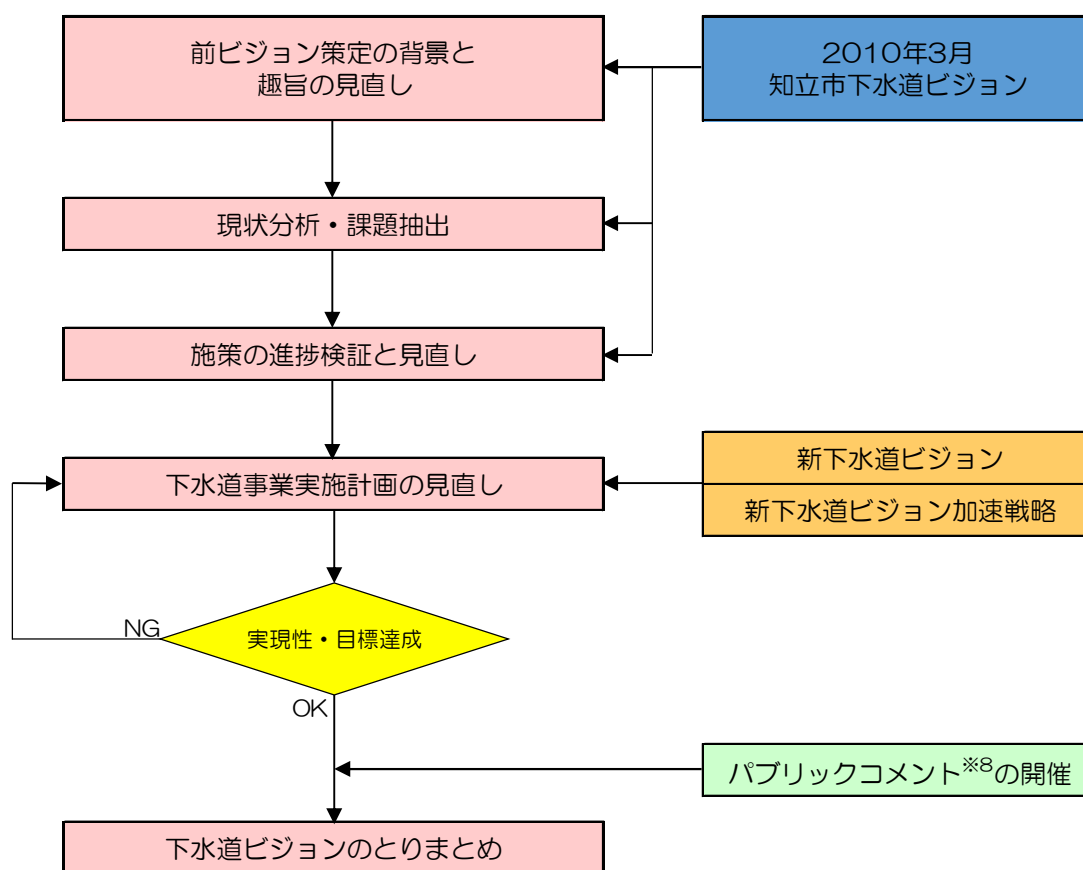 前ビジョン策定の背景と
趣旨の見直し
2010年3月
知立市下水道ビジョン
現状分析・課題抽出
施策の進捗検証と見直し
下水道事業実施計画の見直し
新下水道ビジョン
新下水道ビジョン加速戦略
NG
実現性・目標達成
OK
パブリックコメント※8の開催
下水道ビジョンのとりまとめ